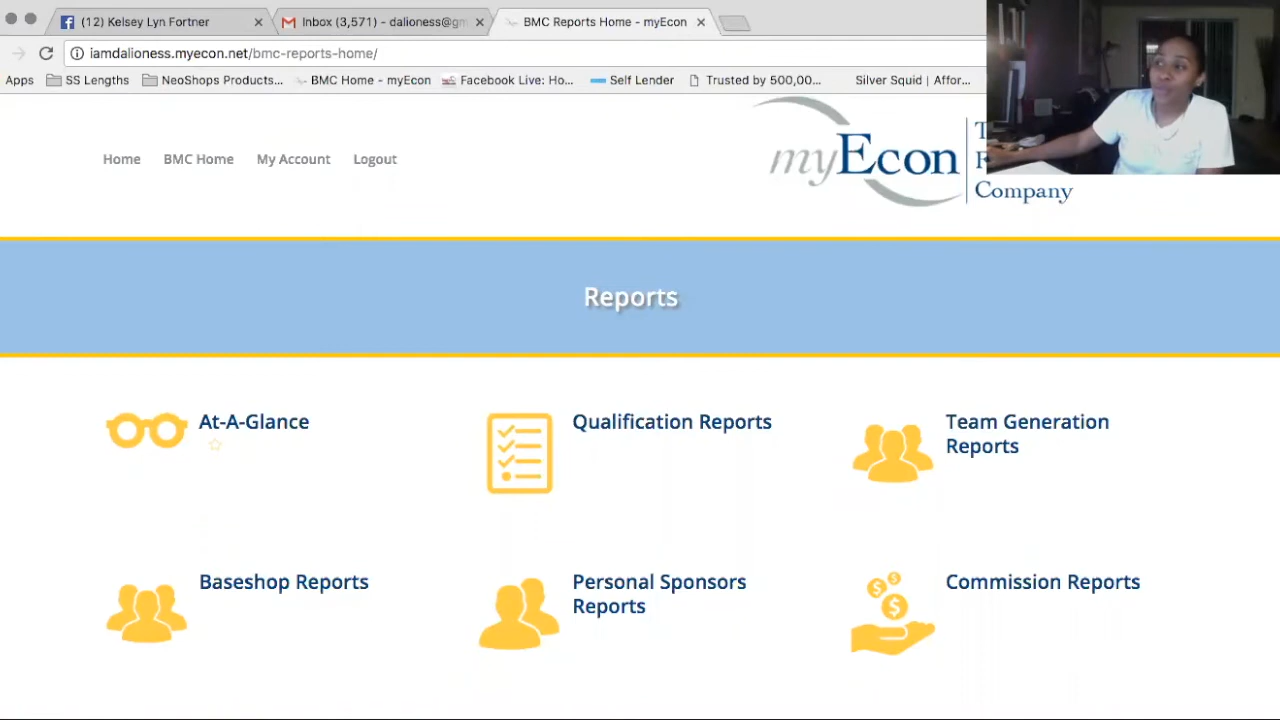 (12) Kelsey Lyn Fortner
Inbox (3,571) - dalioness@gm
BMC Reports Home - myEcon
iamdalioness.myecon.net/bmc-reports-home/
Apps
SS Lengths
NeoShops Products...
BMC Home - myEcon
Facebook Live: Ho...
Self Lender
Trusted by 500,00...
Silver Squid | Affor...
Home
BMC Home
My Account
Logout
myEcon
Company
Reports
At-A-Glance
Qualification Reports
Team Generation
Reports
Baseshop Reports
Personal Sponsors
Reports
Commission Reports